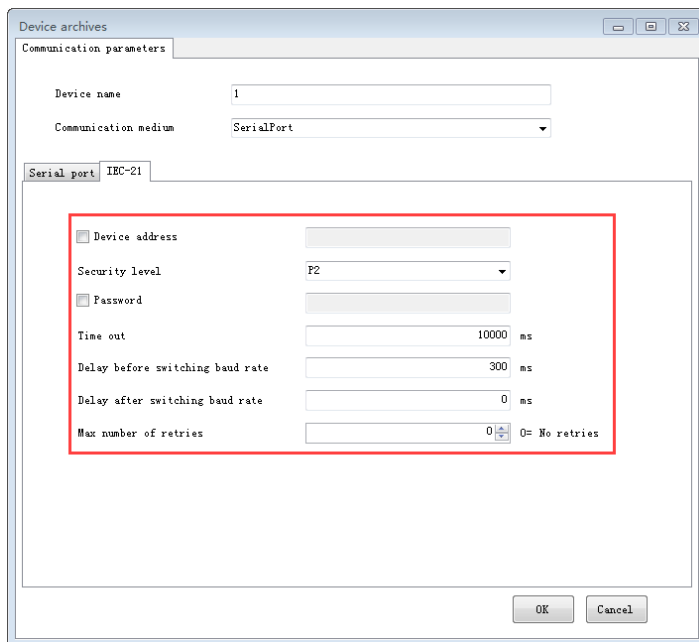 Device archives
Communication parameters
Device name 1
Communication medium SerialPort
Serial port IEC-21
Device address
Security level P2
Password
Time out 10000 ms
Delay before switching baud rate 300 ms
Delay after switching baud rate 0 ms
Max number of retries 0 0= No retries
OK Cancel